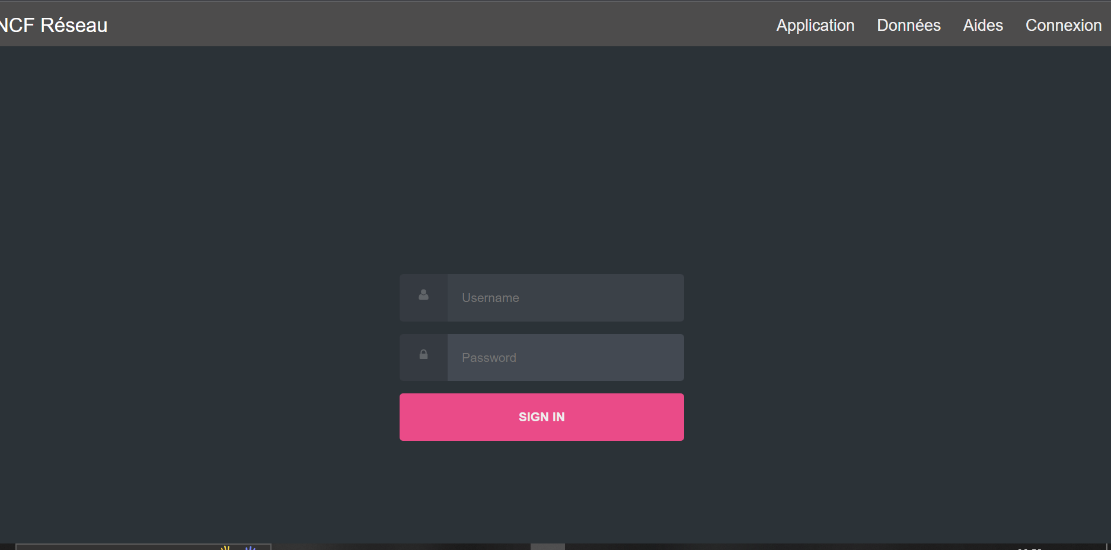 NCF Réseau
Application Données Aides Connexion
Username
Password
SIGN IN